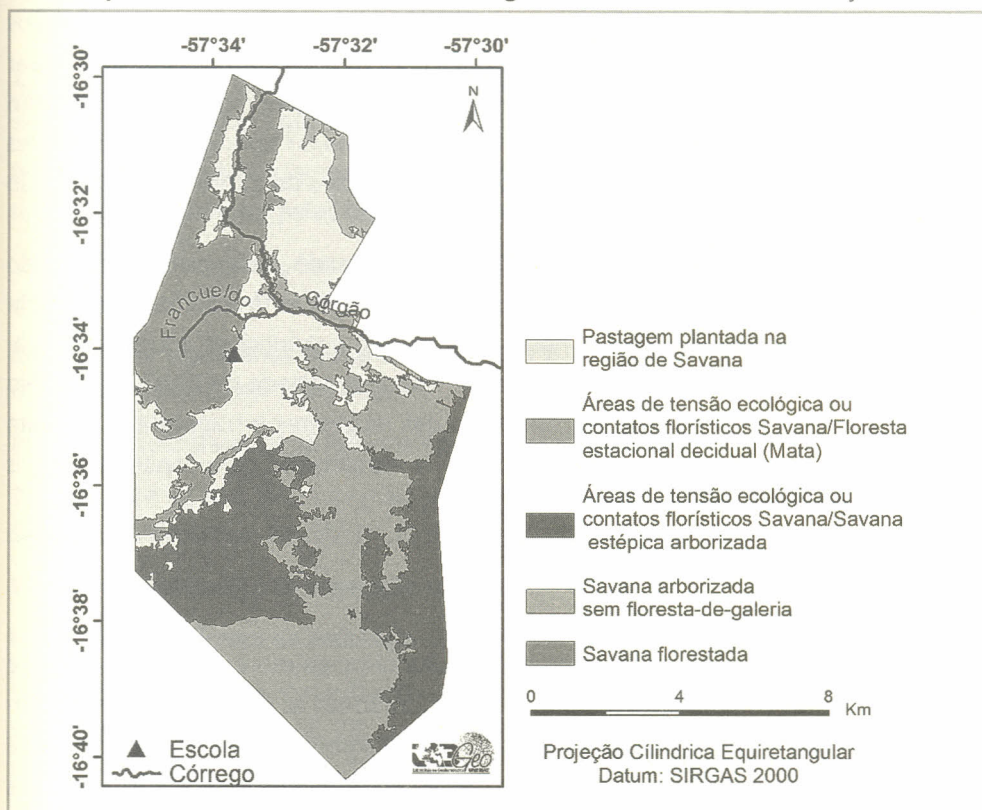 -57°34' -57°32' -57°30'
-16°30'
-16°32'
-16°34'
-16°36'
-16°38'
-16°40'
N
Francueldo
Córgão
Escola
Córrego
Geo
Pastagem plantada na
região de Savana
Áreas de tensão ecológica ou
contatos florísticos Savana/Floresta
estacional decidual (Mata)
Áreas de tensão ecológica ou
contatos florísticos Savana/Savana
estépica arborizada
Savana arborizada
sem floresta-de-galeria
Savana florestada
0 4 8
Km
Projeção Cílindrica Equiretangular
Datum: SIRGAS 2000